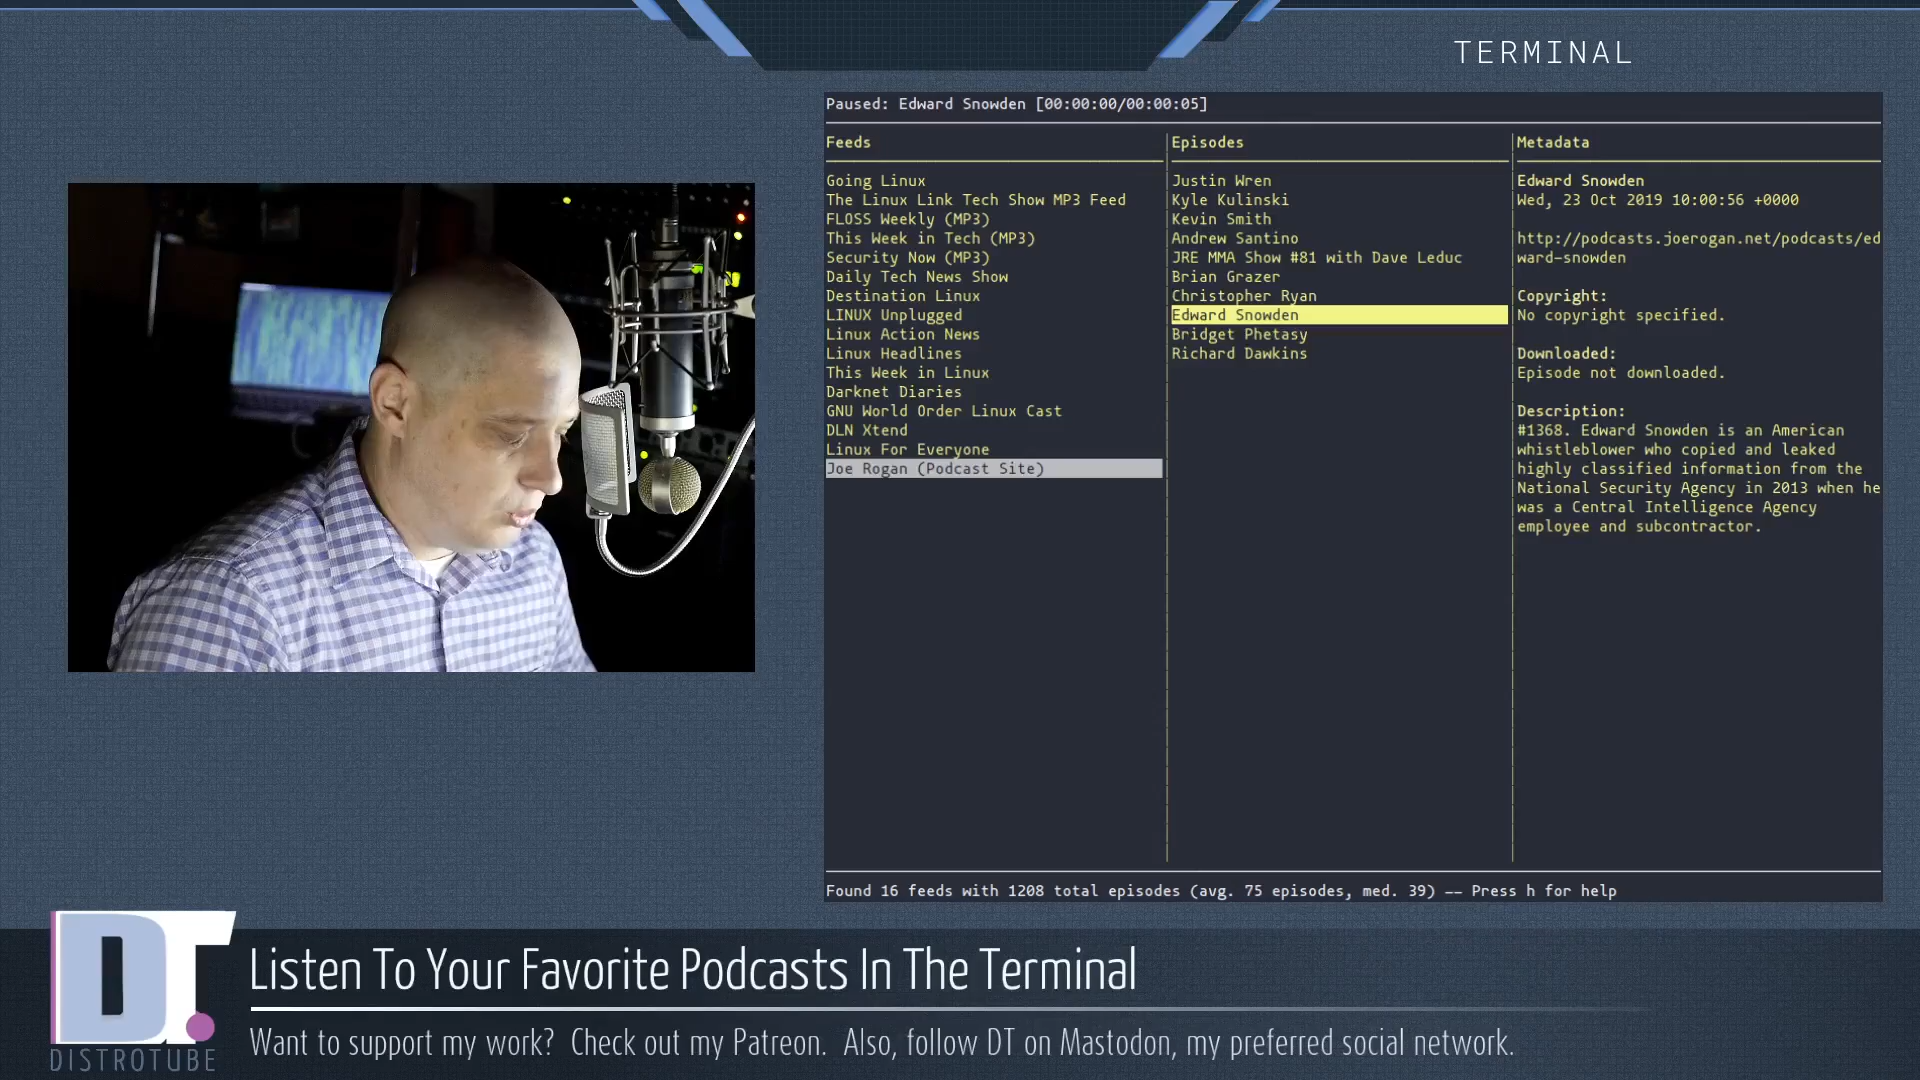 TERMINAL
Paused: Edward Snowden [00:00:00/00:00:05]
Feeds
Going Linux
The Linux Link Tech Show MP3 Feed
FLOSS Weekly (MP3)
This Week in Tech (MP3)
Security Now (MP3)
Daily Tech News Show
Destination Linux
LINUX Unplugged
Linux Action News
Linux Headlines
This Week in Linux
Darknet Diaries
GNU World Order Linux Cast
DLN Xtend
Linux For Everyone
Joe Rogan (Podcast Site)
Episodes
Justin Wren
Kyle Kulinski
Kevin Smith
Andrew Santino
JRE MMA Show #81 with Dave Leduc
Brian Grazer
Christopher Ryan
Edward Snowden
Bridget Phetasy
Richard Dawkins
Metadata
Edward Snowden
Wed, 23 Oct 2019 10:00:56 +0000
http://podcasts.joerogan.net/podcasts/ed
ward-snowden
Copyright:
No copyright specified.
Downloaded:
Episode not downloaded.
Description:
#1368. Edward Snowden is an American
whistleblower who copied and leaked
highly classified information from the
National Security Agency in 2013 when he
was a Central Intelligence Agency
employee and subcontractor.
Found 16 feeds with 1208 total episodes (avg. 75 episodes, med. 39) -- Press h for help
DT
DISTROTUBE
Listen To Your Favorite Podcasts In The Terminal
Want to support my work? Check out my Patreon. Also, follow DT on Mastodon, my preferred social network.